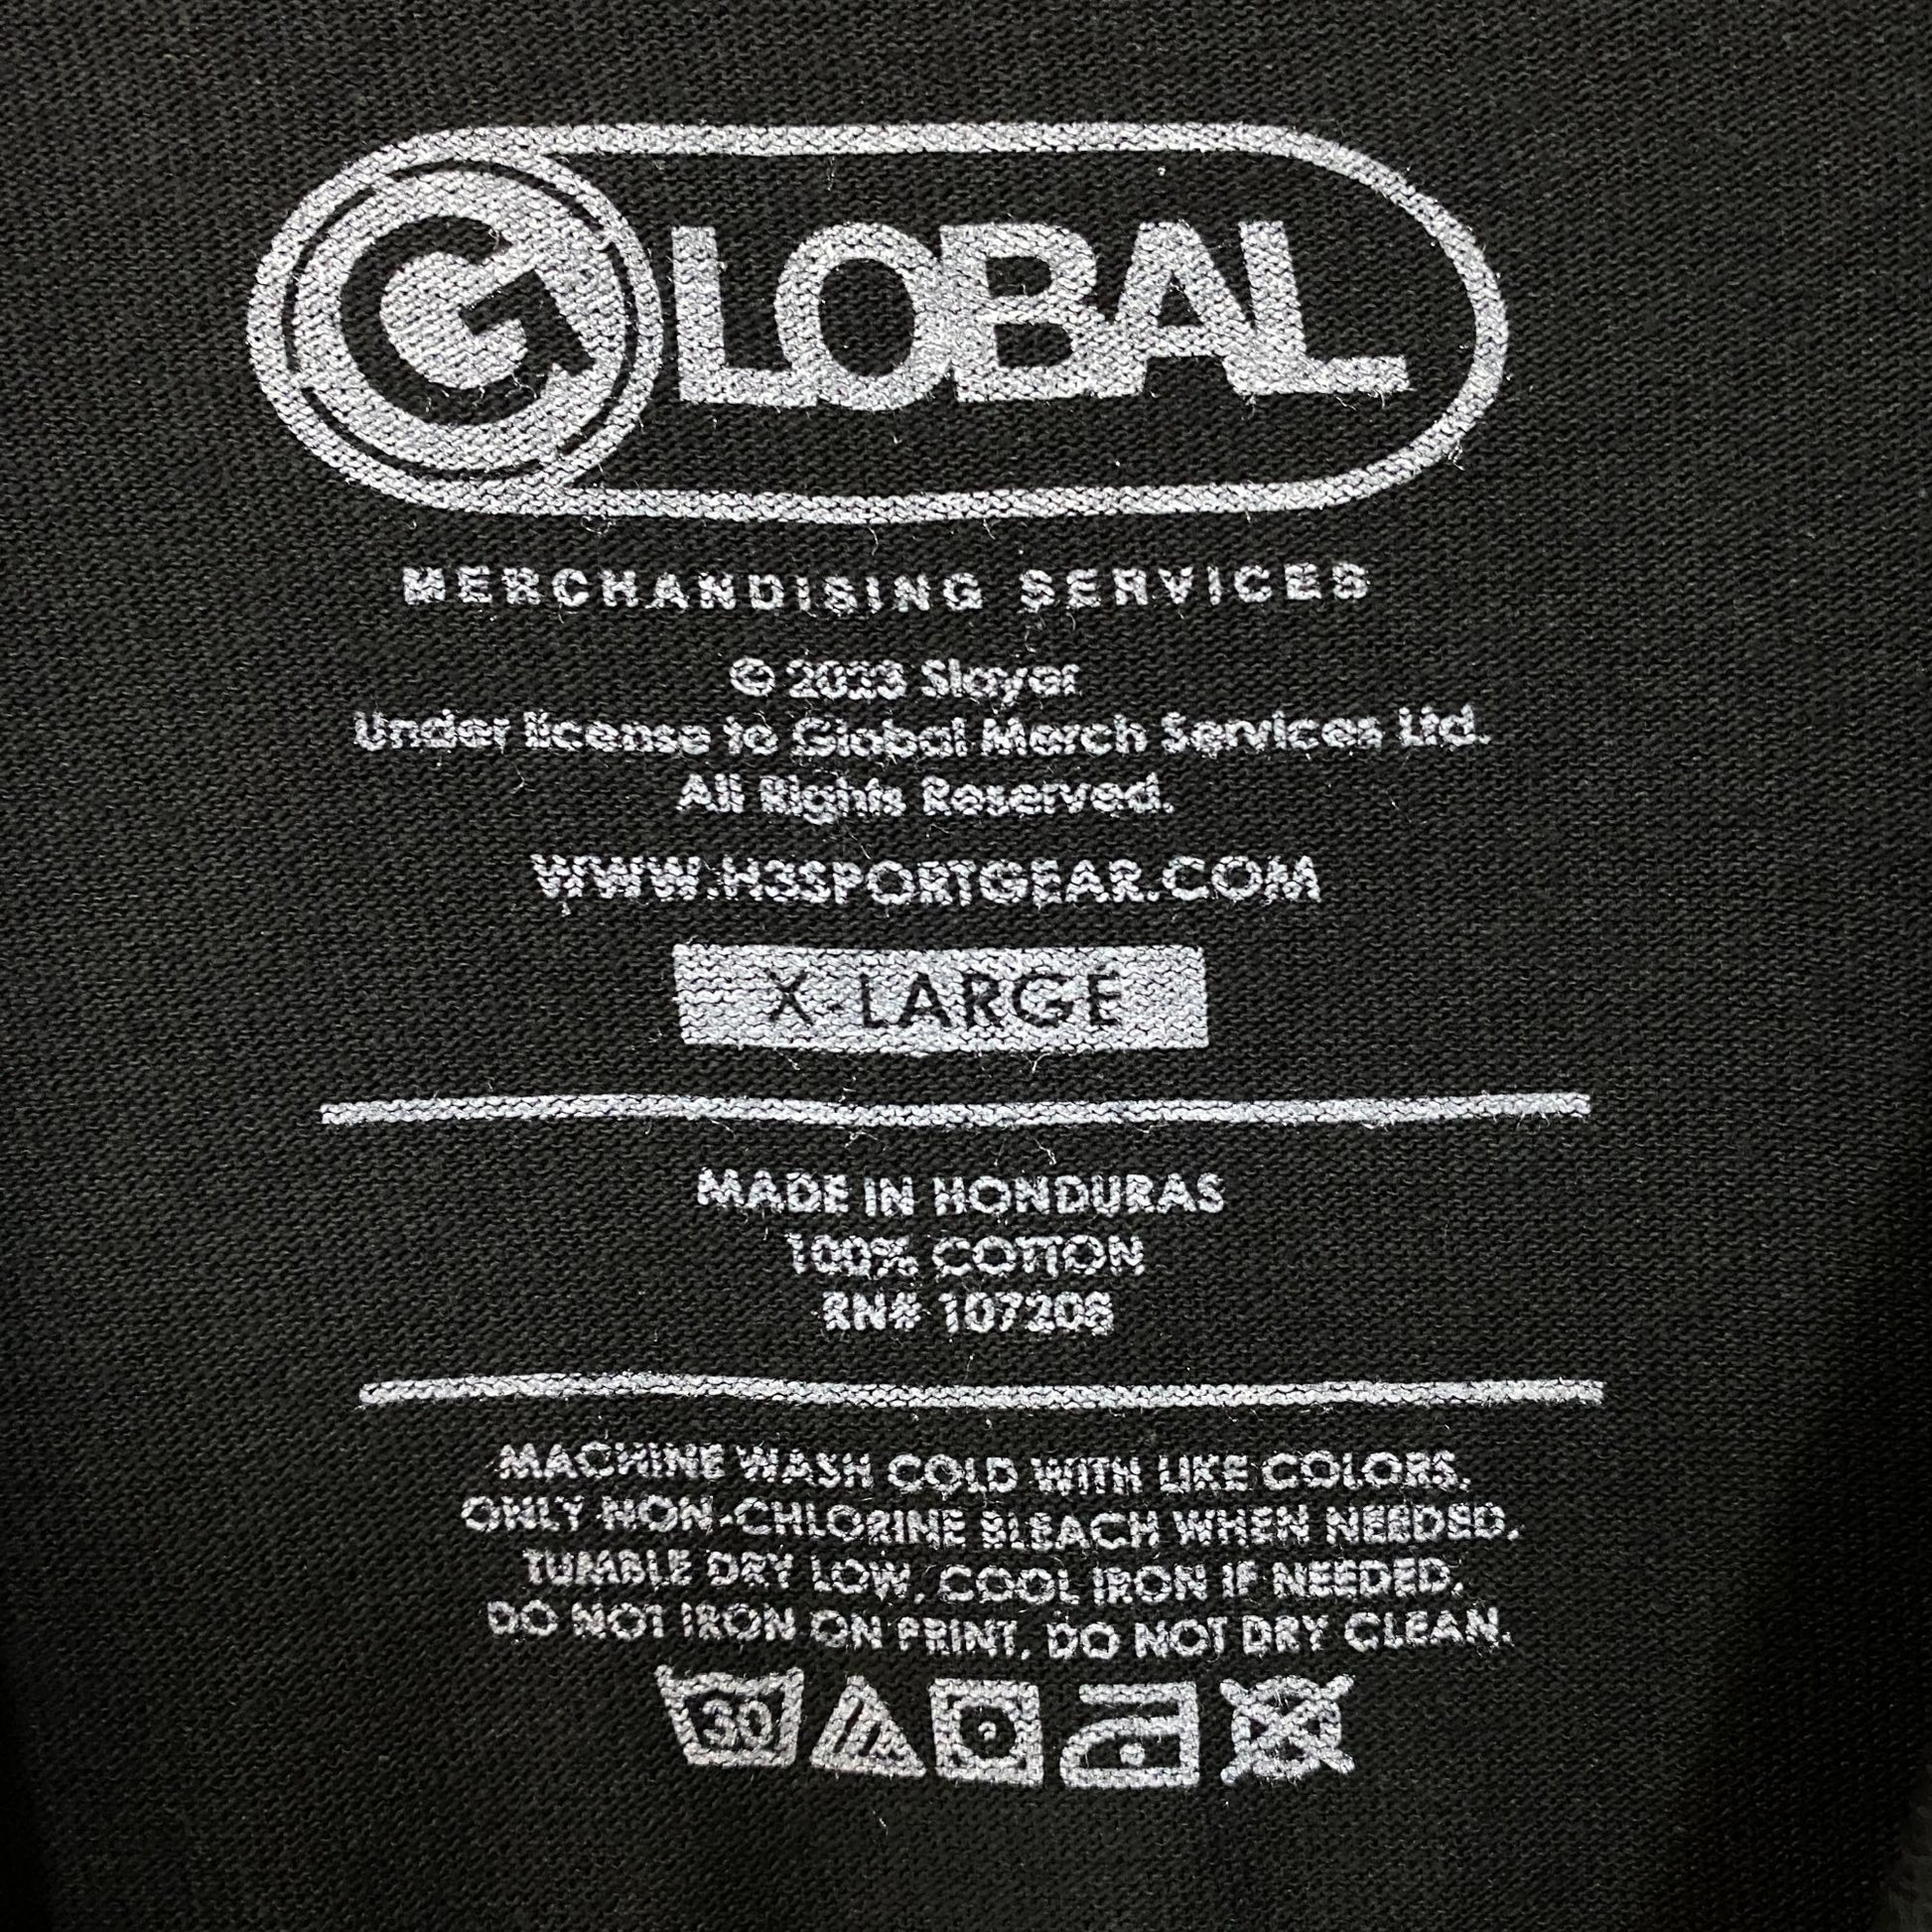 GLOBAL
MERCHANDISING SERVICES
© 2023 Slayer
Under license to Global Merch Services Ltd.
All Rights Reserved.
WWW.H3SPORTGEAR.COM
X-LARGE
MADE IN HONDURAS
100% COTTON
RN# 107208
MACHINE WASH COLD WITH LIKE COLORS.
ONLY NON-CHLORINE BLEACH WHEN NEEDED.
TUMBLE DRY LOW. COOL IRON IF NEEDED.
DO NOT IRON ON PRINT. DO NOT DRY CLEAN.
30